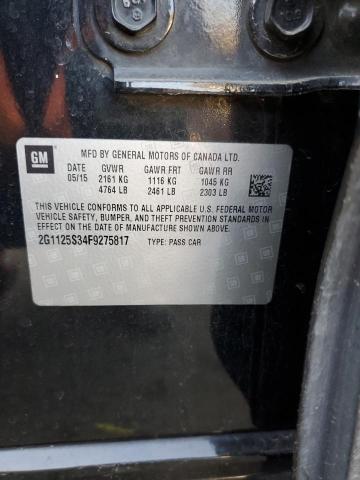 GM
MFD BY GENERAL MOTORS OF CANADA LTD.
DATE GVWR GAWR FRT GAWR RR
05/15 2161 KG 1116 KG 1045 KG
4764 LB 2461 LB 2303 LB
THIS VEHICLE CONFORMS TO ALL APPLICABLE U.S. FEDERAL MOTOR
VEHICLE SAFETY, BUMPER, AND THEFT PREVENTION STANDARDS
IN EFFECT ON THE DATE OF MANUFACTURE SHOWN ABOVE.
2G1125S34F9275817 TYPE: PASS CAR